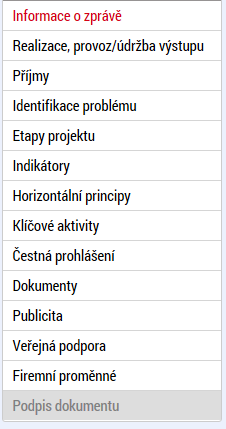 Informace o zprávě
Realizace, provoz/údržba výstupu
Příjmy
Identifikace problému
Etapy projektu
Indikátory
Horizontální principy
Klíčové aktivity
Čestná prohlášení
Dokumenty
Publicita
Veřejná podpora
Firemní proměnné
Podpis dokumentu